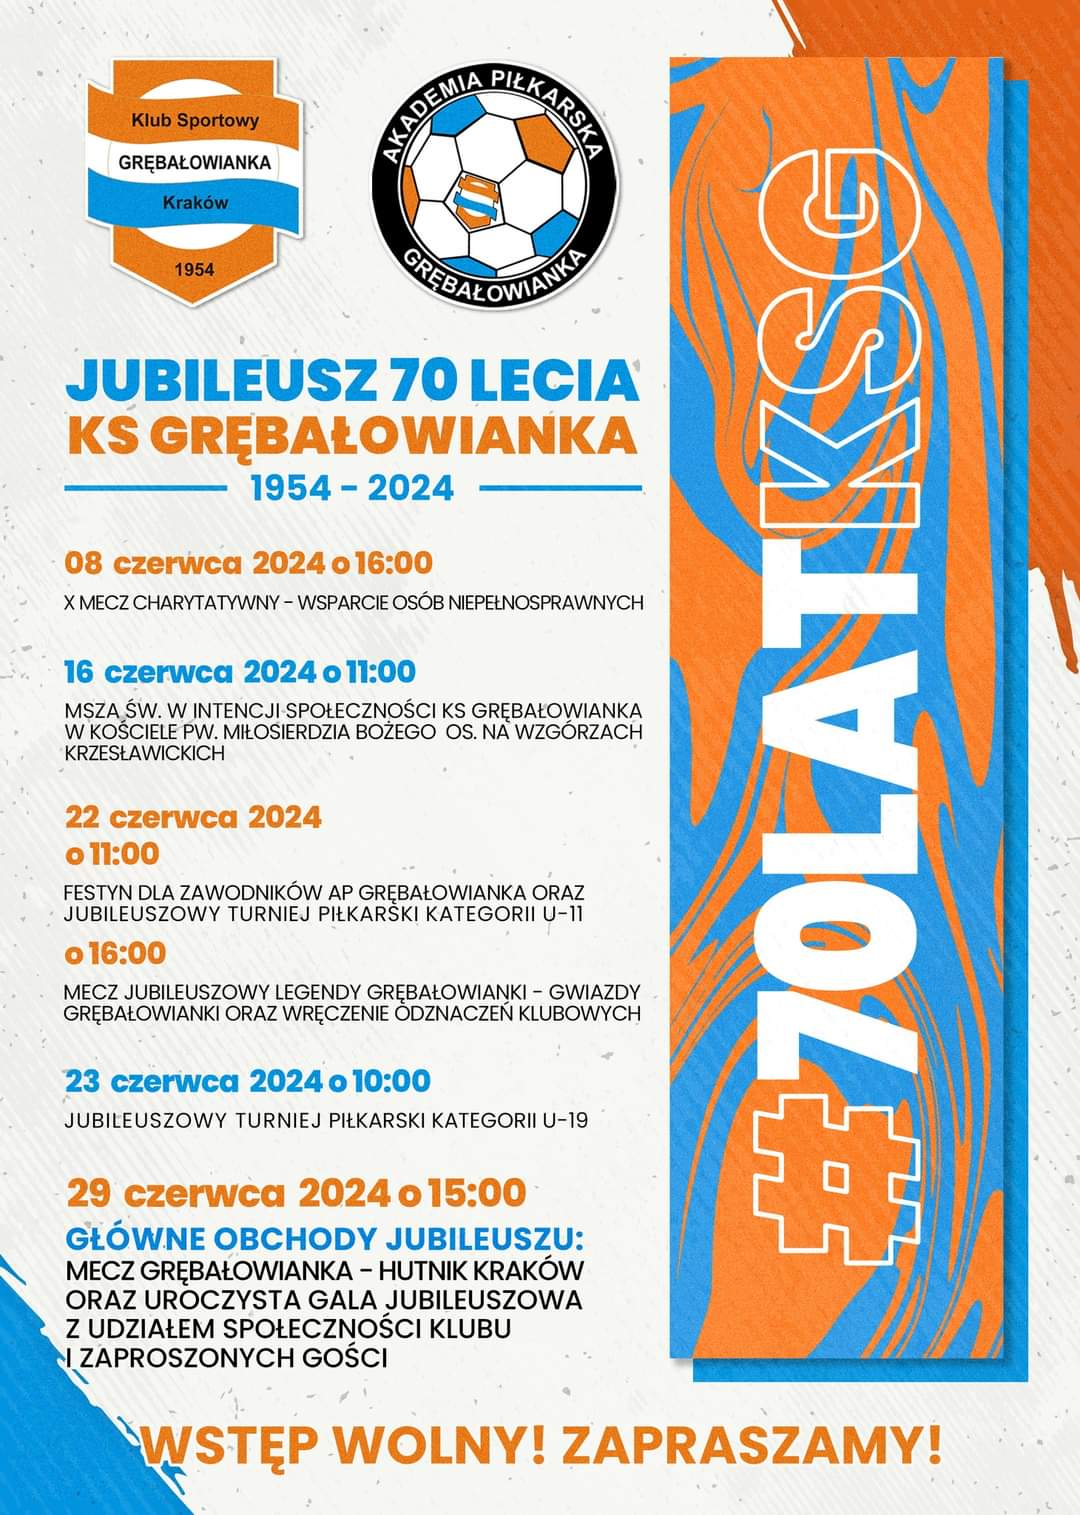 Klub Sportowy
GRĘBAŁOWIANKA
Kraków
1954
AKADEMIA PIŁKARSKA
GRĘBAŁOWIANKA
JUBILEUSZ 70 LECIA
KS GRĘBAŁOWIANKA
1954 - 2024
08 czerwca 2024 o 16:00
X MECZ CHARYTATYWNY - WSPARCIE OSÓB NIEPEŁNOSPRAWNYCH
16 czerwca 2024 o 11:00
MSZA ŚW. W INTENCJI SPOŁECZNOŚCI KS GRĘBAŁOWIANKA
W KOŚCIELE PW. MIŁOSIERDZIA BOŻEGO OS. NA WZGÓRZACH
KRZESŁAWICKICH
22 czerwca 2024
o 11:00
FESTYN DLA ZAWODNIKÓW AP GRĘBAŁOWIANKA ORAZ
JUBILEUSZOWY TURNIEJ PIŁKARSKI KATEGORII U-11
o 16:00
MECZ JUBILEUSZOWY LEGENDY GRĘBAŁOWIANKI - GWIAZDY
GRĘBAŁOWIANKI ORAZ WRĘCZENIE ODZNACZEŃ KLUBOWYCH
23 czerwca 2024 o 10:00
JUBILEUSZOWY TURNIEJ PIŁKARSKI KATEGORII U-19
29 czerwca 2024 o 15:00
GŁÓWNE OBCHODY JUBILEUSZU:
MECZ GRĘBAŁOWIANKA - HUTNIK KRAKÓW
ORAZ UROCZYSTA GALA JUBILEUSZOWA
Z UDZIAŁEM SPOŁECZNOŚCI KLUBU
I ZAPROSZONYCH GOŚCI
#70LATKSG
WSTĘP WOLNY! ZAPRASZAMY!